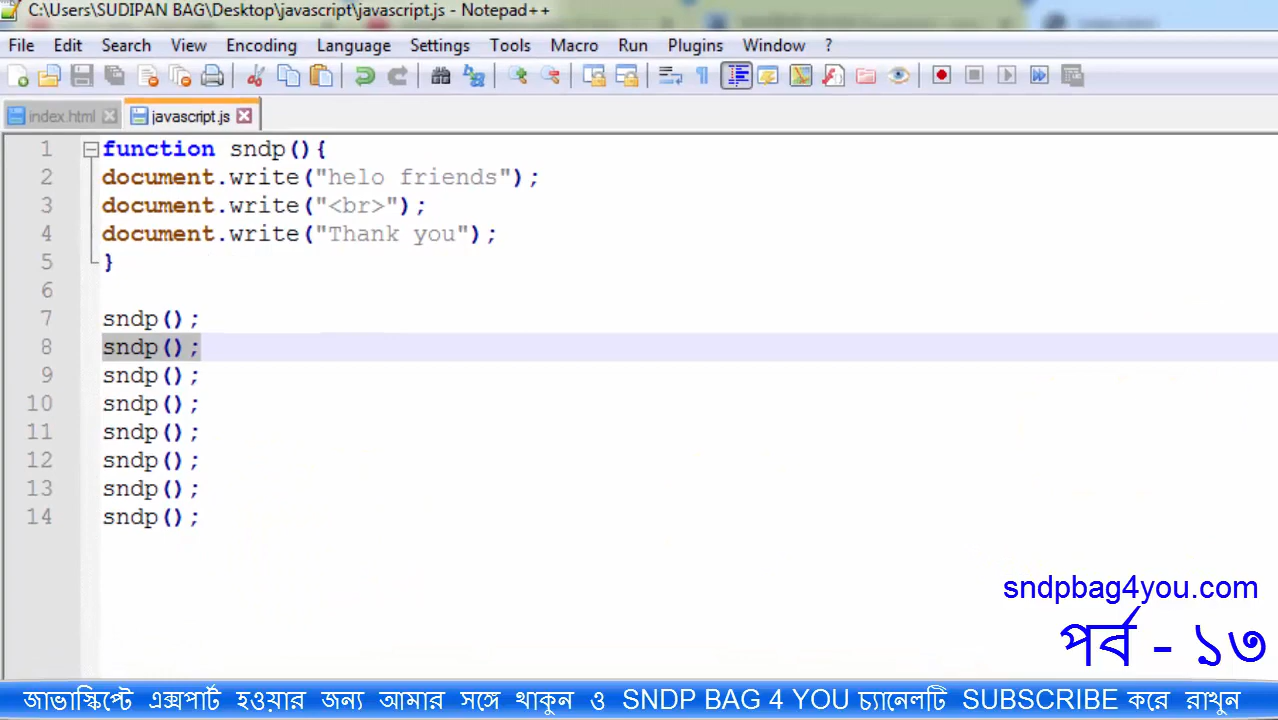 C:\Users\SUDIPAN BAG\Desktop\javascript\javascript.js - Notepad++
File Edit Search View Encoding Language Settings Tools Macro Run Plugins Window ?
index.html javascript.js
1 function sndp(){
2 document.write("helo friends");
3 document.write("<br>");
4 document.write("Thank you");
5 }
6
7 sndp();
8 sndp();
9 sndp();
10 sndp();
11 sndp();
12 sndp();
13 sndp();
14 sndp();
sndpbag4you.com
পর্ব - ১৩
জাভাস্ক্রিপ্টে এক্সপার্ট হওয়ার জন্য আমার সঙ্গে থাকুন ও SNDP BAG 4 YOU চ্যানেলটি SUBSCRIBE করে রাখুন